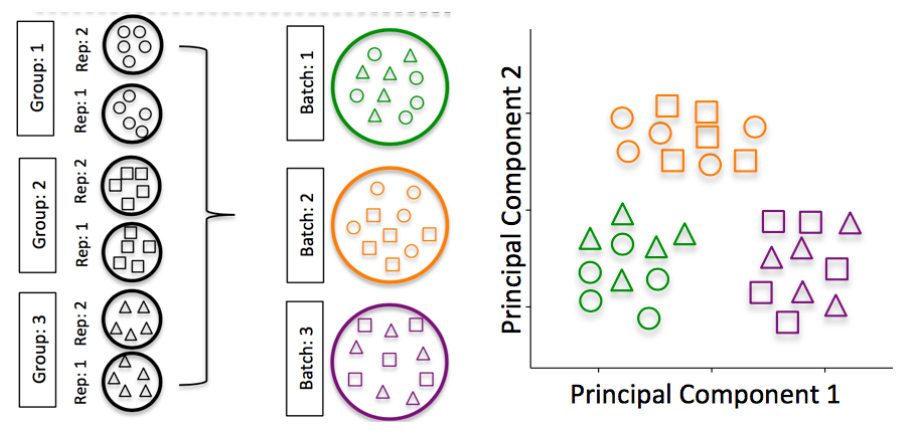 Group: 1
Rep: 2
Rep: 1
Group: 2
Rep: 2
Rep: 1
Group: 3
Rep: 2
Rep: 1
Batch: 1
Batch: 2
Batch: 3
Principal Component 2
Principal Component 1